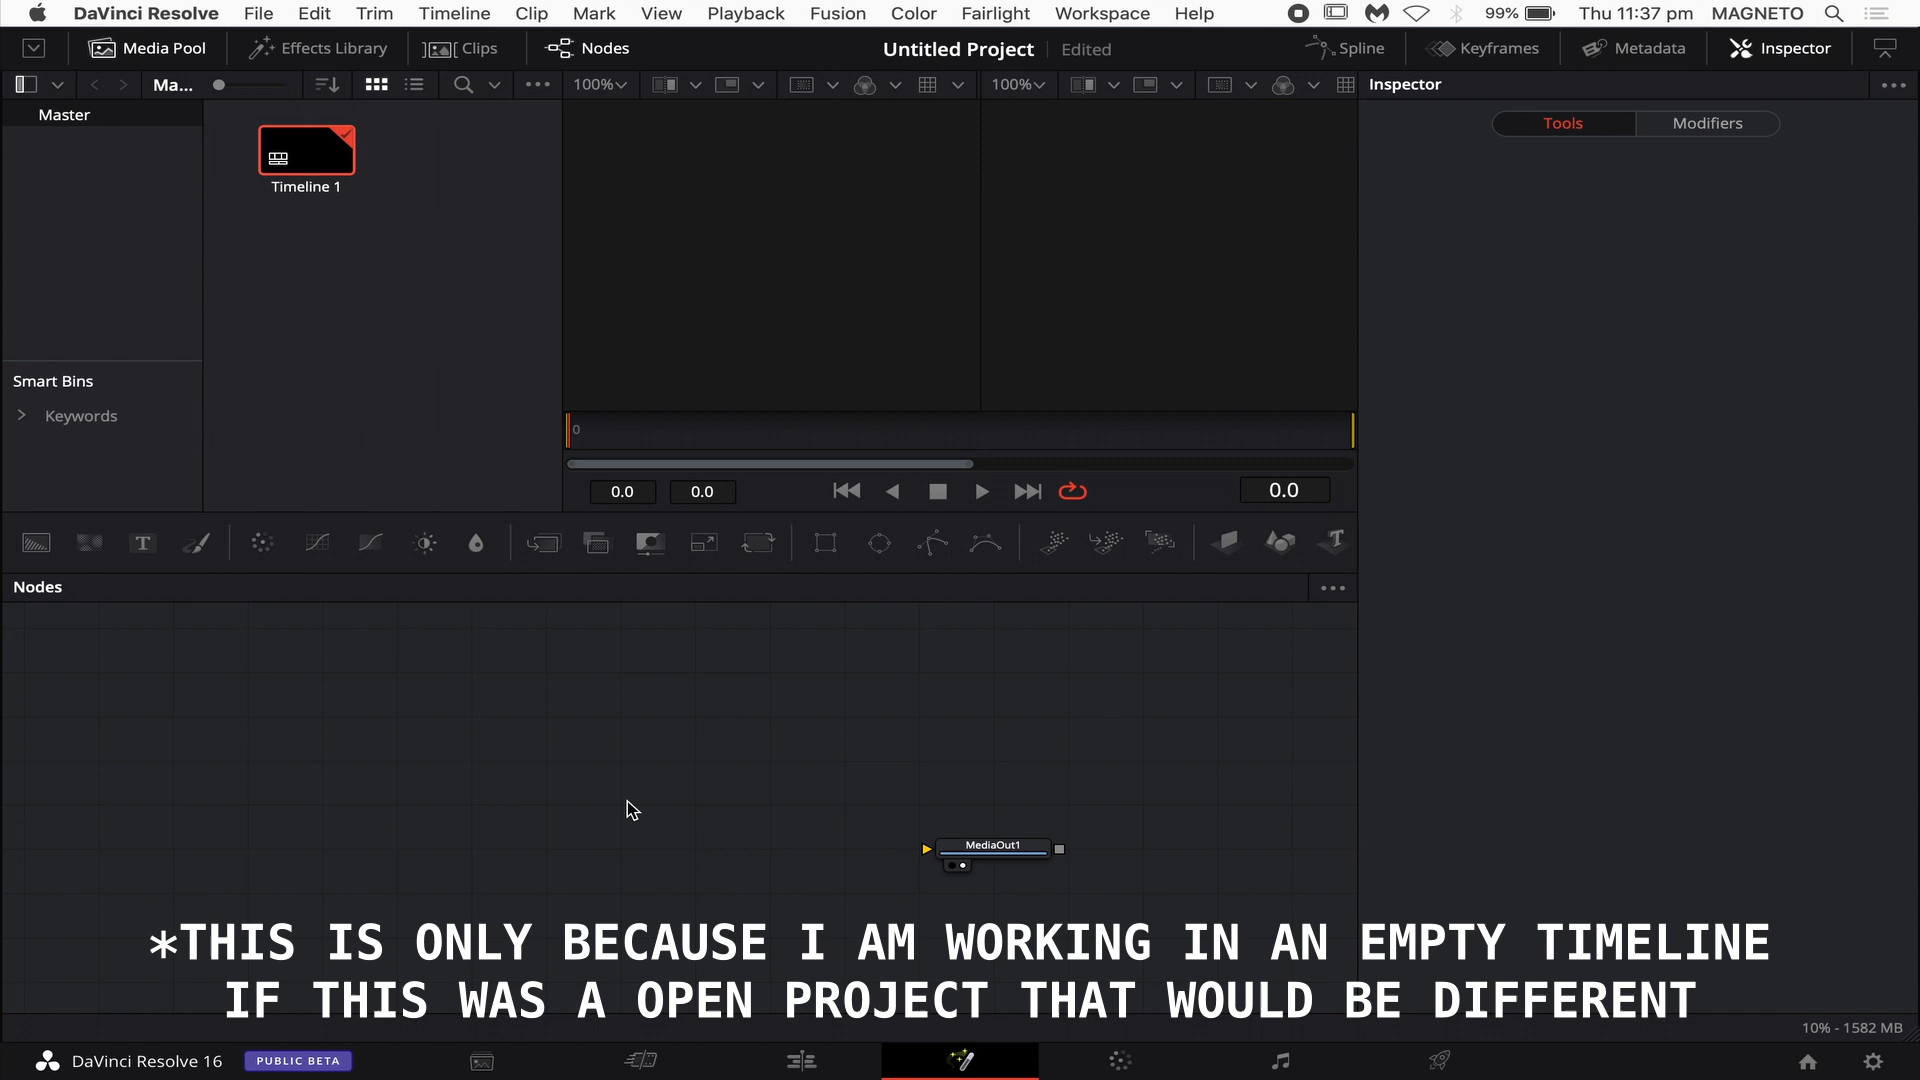 DaVinci Resolve File Edit Trim Timeline Clip Mark View Playback Fusion Color Fairlight Workspace Help 99% Thu 11:37 pm MAGNETO
Media Pool Effects Library Clips Nodes Untitled Project Edited Spline Keyframes Metadata Inspector
Ma... 100% 100% Inspector
Master
Tools Modifiers
Timeline 1
Smart Bins
Keywords
0
0.0 0.0 0.0
T T
Nodes
MediaOut1
*THIS IS ONLY BECAUSE I AM WORKING IN AN EMPTY TIMELINE
IF THIS WAS A OPEN PROJECT THAT WOULD BE DIFFERENT
10% - 1582 MB
DaVinci Resolve 16 PUBLIC BETA